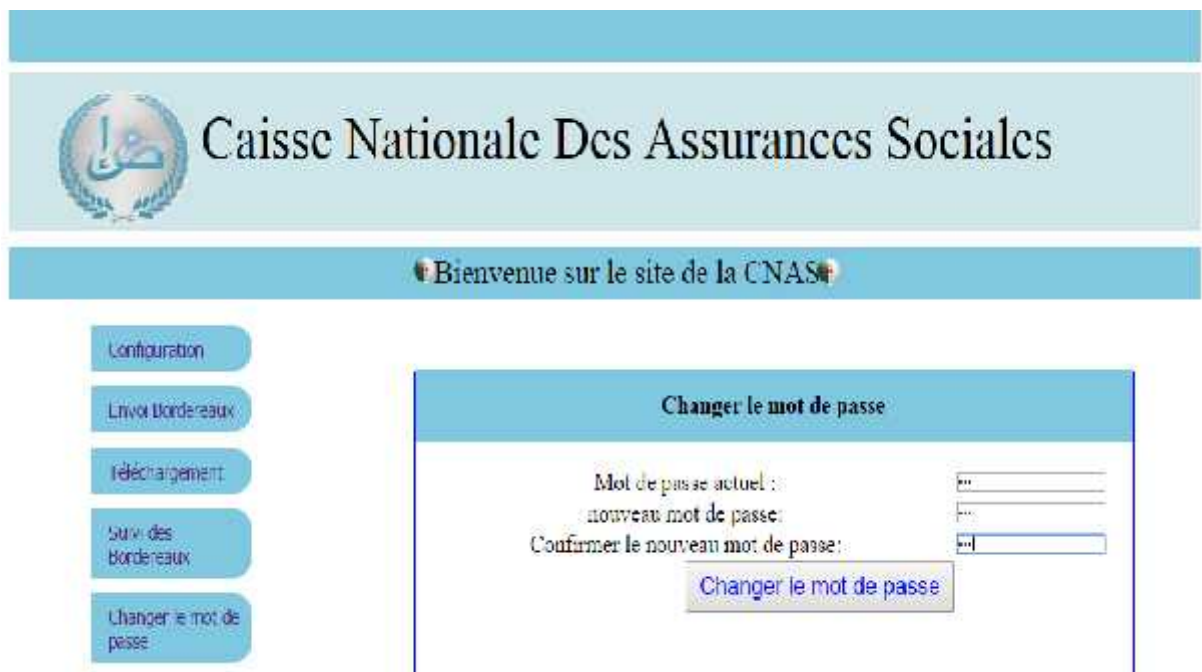 Caisse Nationale Des Assurances Sociales
Bienvenue sur le site de la CNAS
Configuration
Envoi Bordereaux
Téléchargement
Suivi des
Bordereaux
Changer le mot de
passe
Changer le mot de passe
Mot de passe actuel :
nouveau mot de passe:
Confirmer le nouveau mot de passe:
Changer le mot de passe